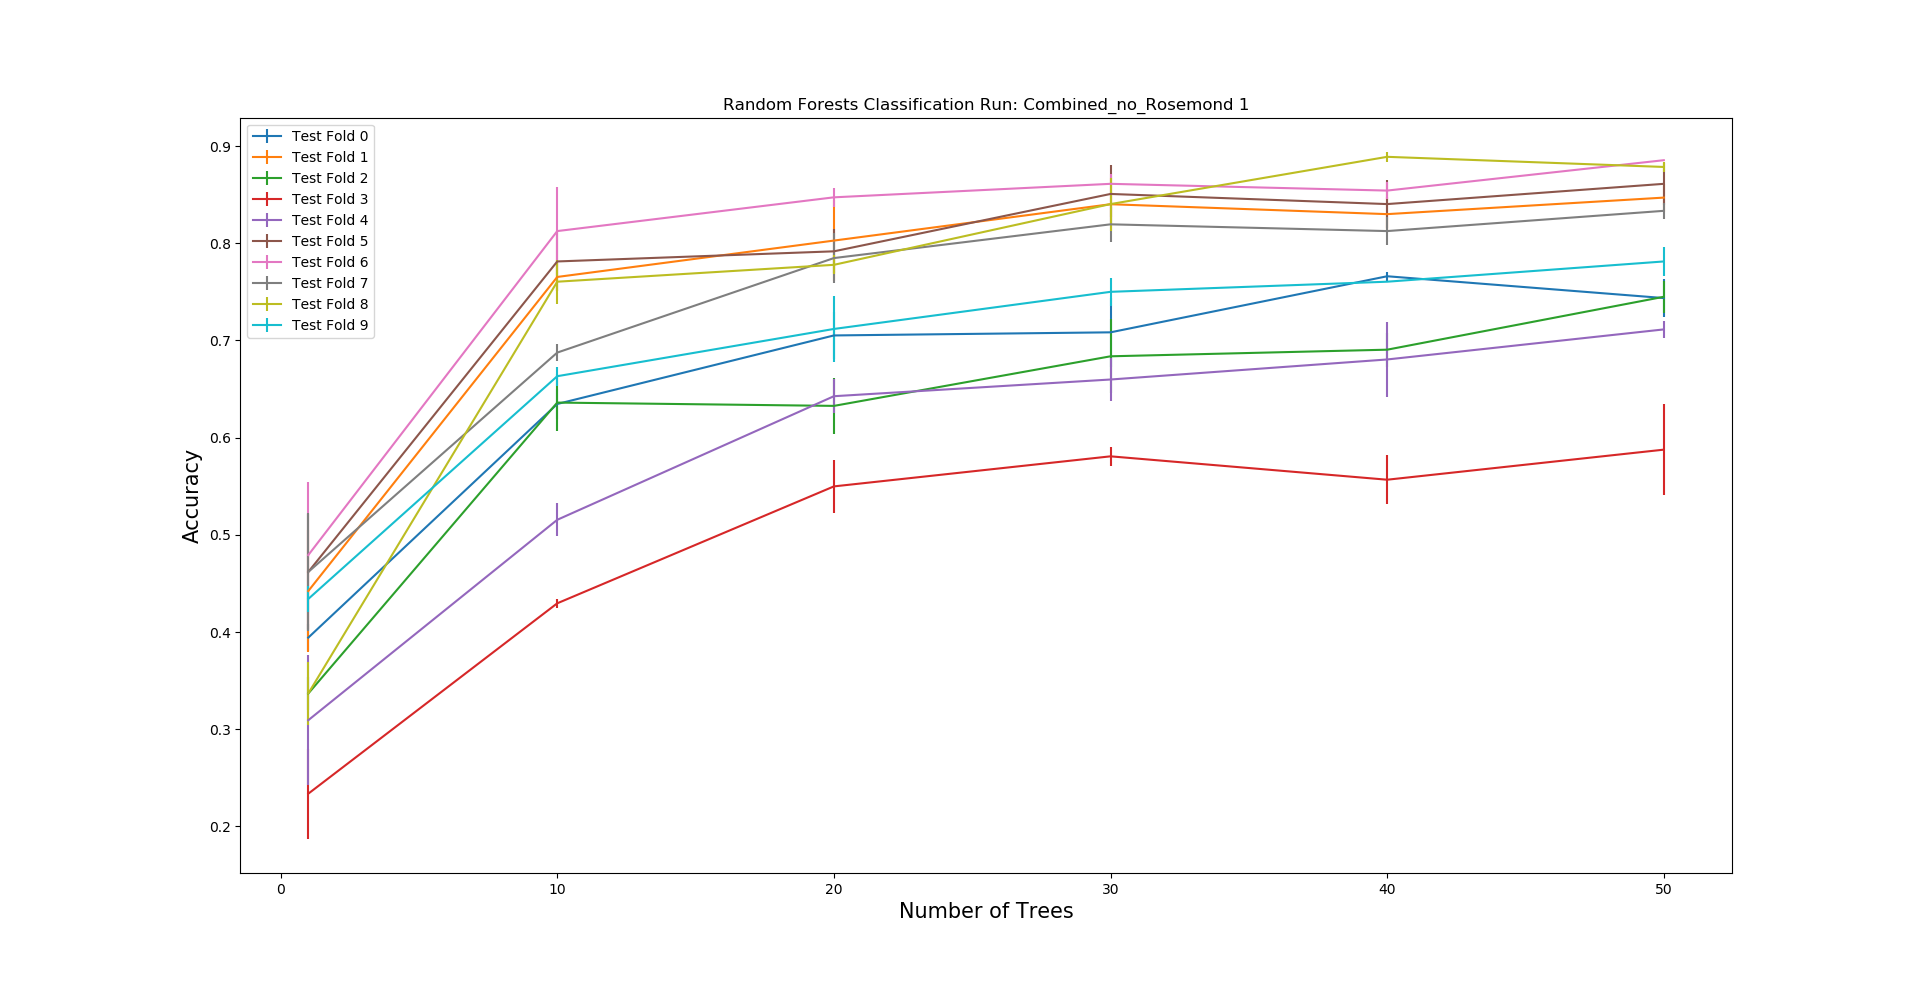 Random Forests Classification Run: Combined_no_Rosemond 1
Test Fold 0
Test Fold 1
Test Fold 2
Test Fold 3
Test Fold 4
Test Fold 5
Test Fold 6
Test Fold 7
Test Fold 8
Test Fold 9
0.9
0.8
0.7
0.6
0.5
0.4
0.3
0.2
Accuracy
0 10 20 30 40 50
Number of Trees